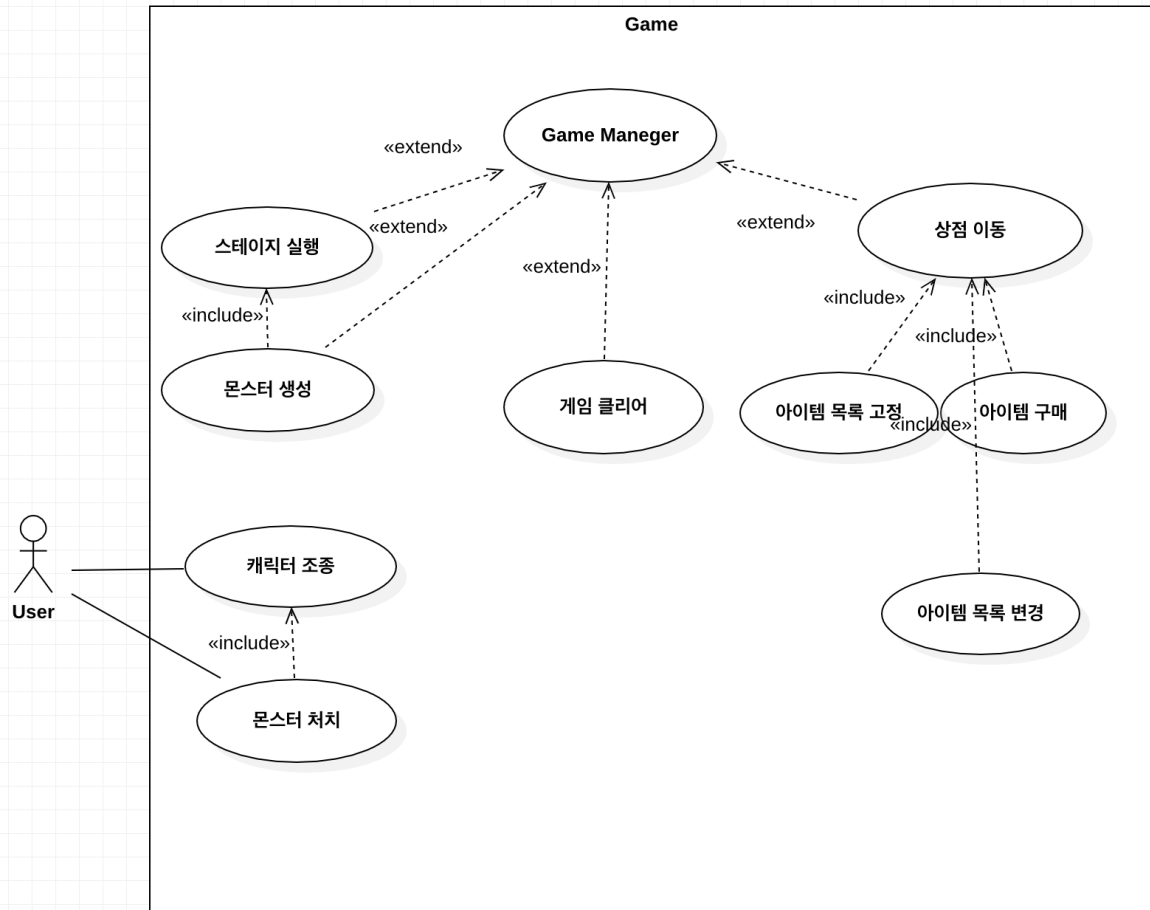 Game
Game Maneger
«extend»
«extend»
«extend»
«extend»
스테이지 실행
상점 이동
«include»
«include»
«include»
몬스터 생성
게임 클리어
아이템 목록 고정
아이템 구매
«include»
User
캐릭터 조종
«include»
아이템 목록 변경
몬스터 처치